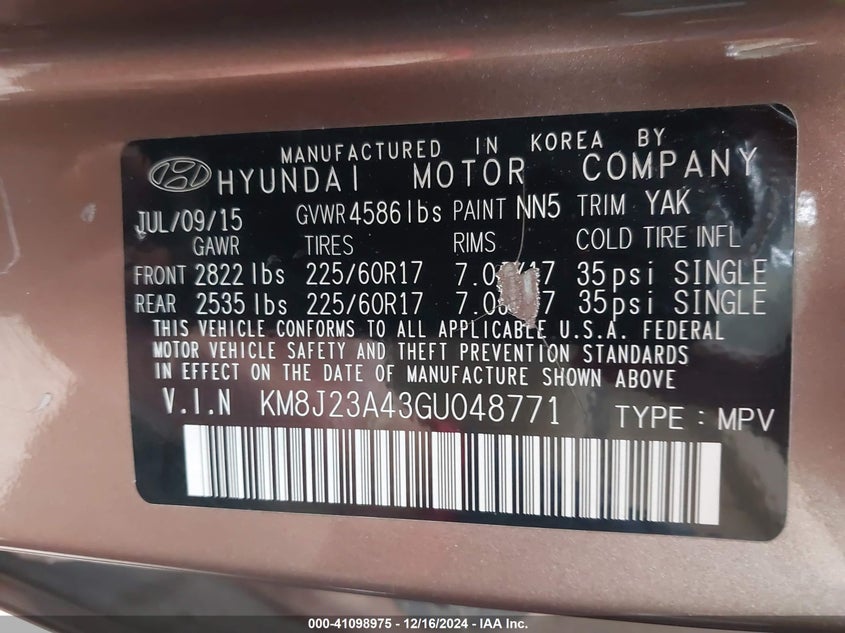 MANUFACTURED IN KOREA BY
HYUNDAI MOTOR COMPANY
JUL/09/15 GVWR 4586 lbs PAINT NN5 TRIM YAK
GAWR TIRES RIMS COLD TIRE INFL
FRONT 2822 lbs 225/60R17 35psi SINGLE
REAR 2535 lbs 225/60R17 35psi SINGLE
THIS VEHICLE CONFORMS TO ALL APPLICABLE U.S.A. FEDERAL
MOTOR VEHICLE SAFETY AND THEFT PREVENTION STANDARDS
IN EFFECT ON THE DATE OF MANUFACTURE SHOWN ABOVE
V.I.N KM8J23A43GU048771 TYPE : MPV
000-41098975 - 12/16/2024 - IAA Inc.